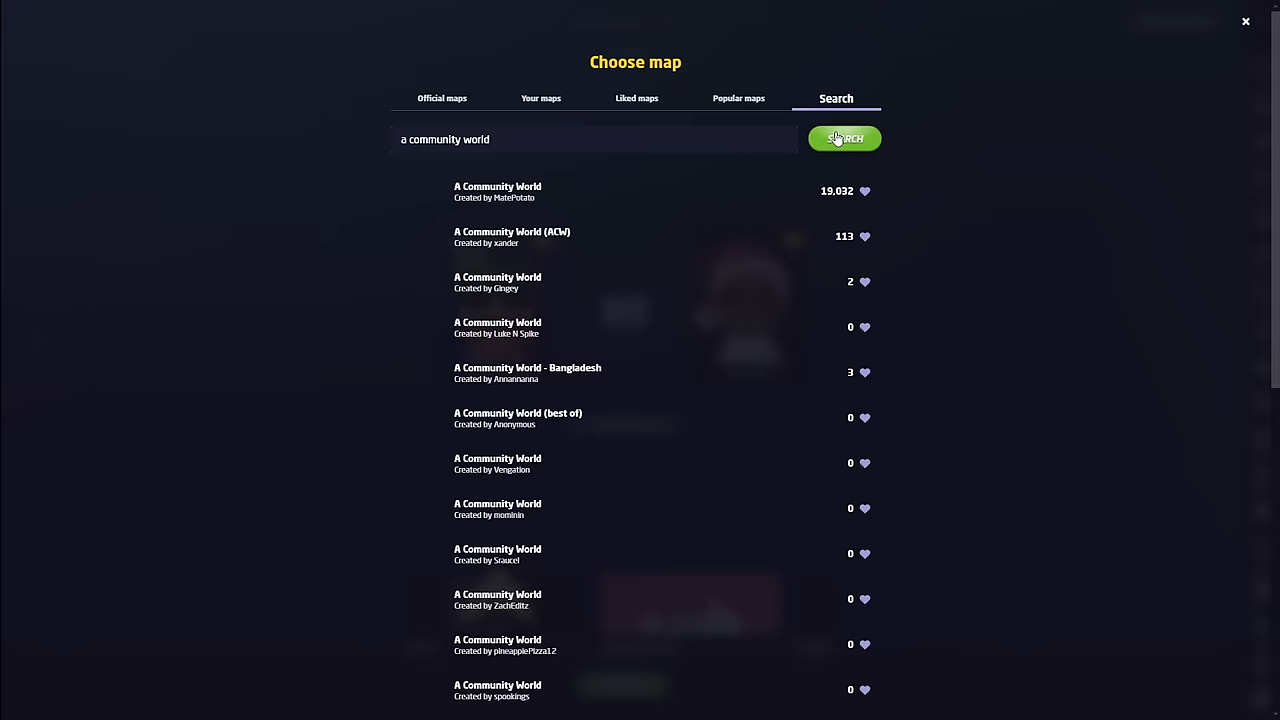 ×
Choose map
Official maps Your maps Liked maps Popular maps Search
a community world
A Community World
Created by MatePotato
19,032
A Community World (ACW)
Created by xander
113
A Community World
Created by Gingey
2
A Community World
Created by Luke N Spike
0
A Community World - Bangladesh
Created by Annannanna
3
A Community World (best of)
Created by Anonymous
0
A Community World
Created by Vengation
0
A Community World
Created by mominin
0
A Community World
Created by Sraucel
0
A Community World
Created by ZachEditz
0
A Community World
Created by pineapplePizza12
0
A Community World
Created by spookings
0